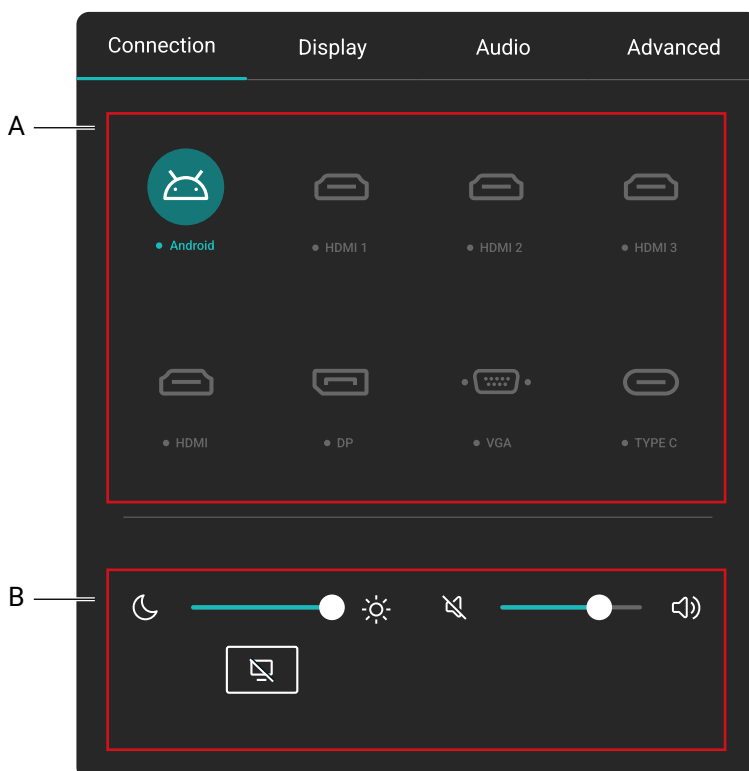 Connection Display Audio Advanced
A
Android HDMI 1 HDMI 2 HDMI 3
HDMI DP VGA TYPE C
B